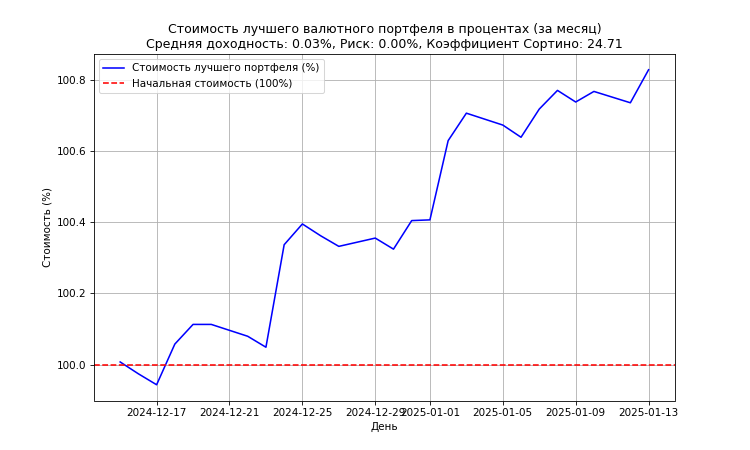 Стоимость лучшего валютного портфеля в процентах (за месяц)
Средняя доходность: 0.03%, Риск: 0.00%, Коэффициент Сортино: 24.71
Стоимость лучшего портфеля (%)
Начальная стоимость (100%)
Стоимость (%)
100.8
100.6
100.4
100.2
100.0
2024-12-17
2024-12-21
2024-12-25
2024-12-29
2025-01-01
2025-01-05
2025-01-09
2025-01-13
День